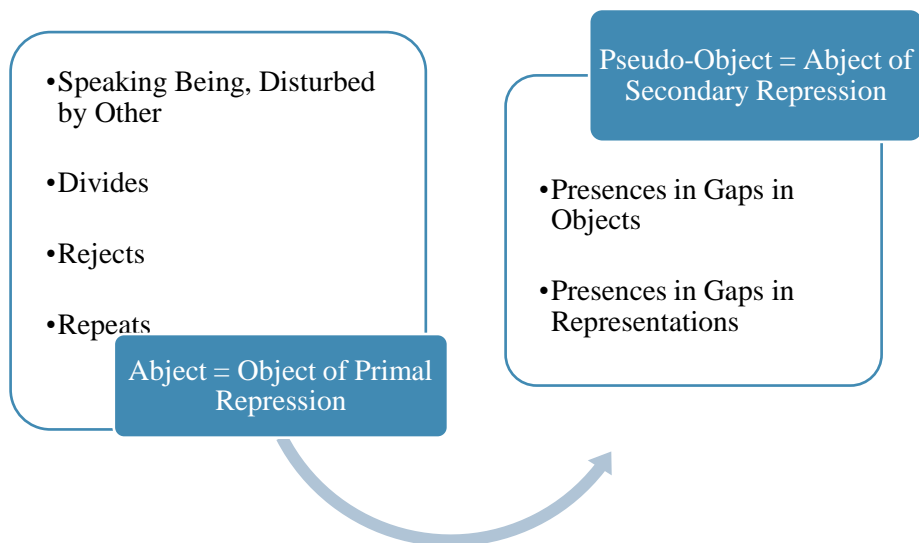 •Speaking Being, Disturbed
by Other
•Divides
•Rejects
•Repeats
Abject = Object of Primal
Repression
Pseudo-Object = Abject of
Secondary Repression
•Presences in Gaps in
Objects
•Presences in Gaps in
Representations